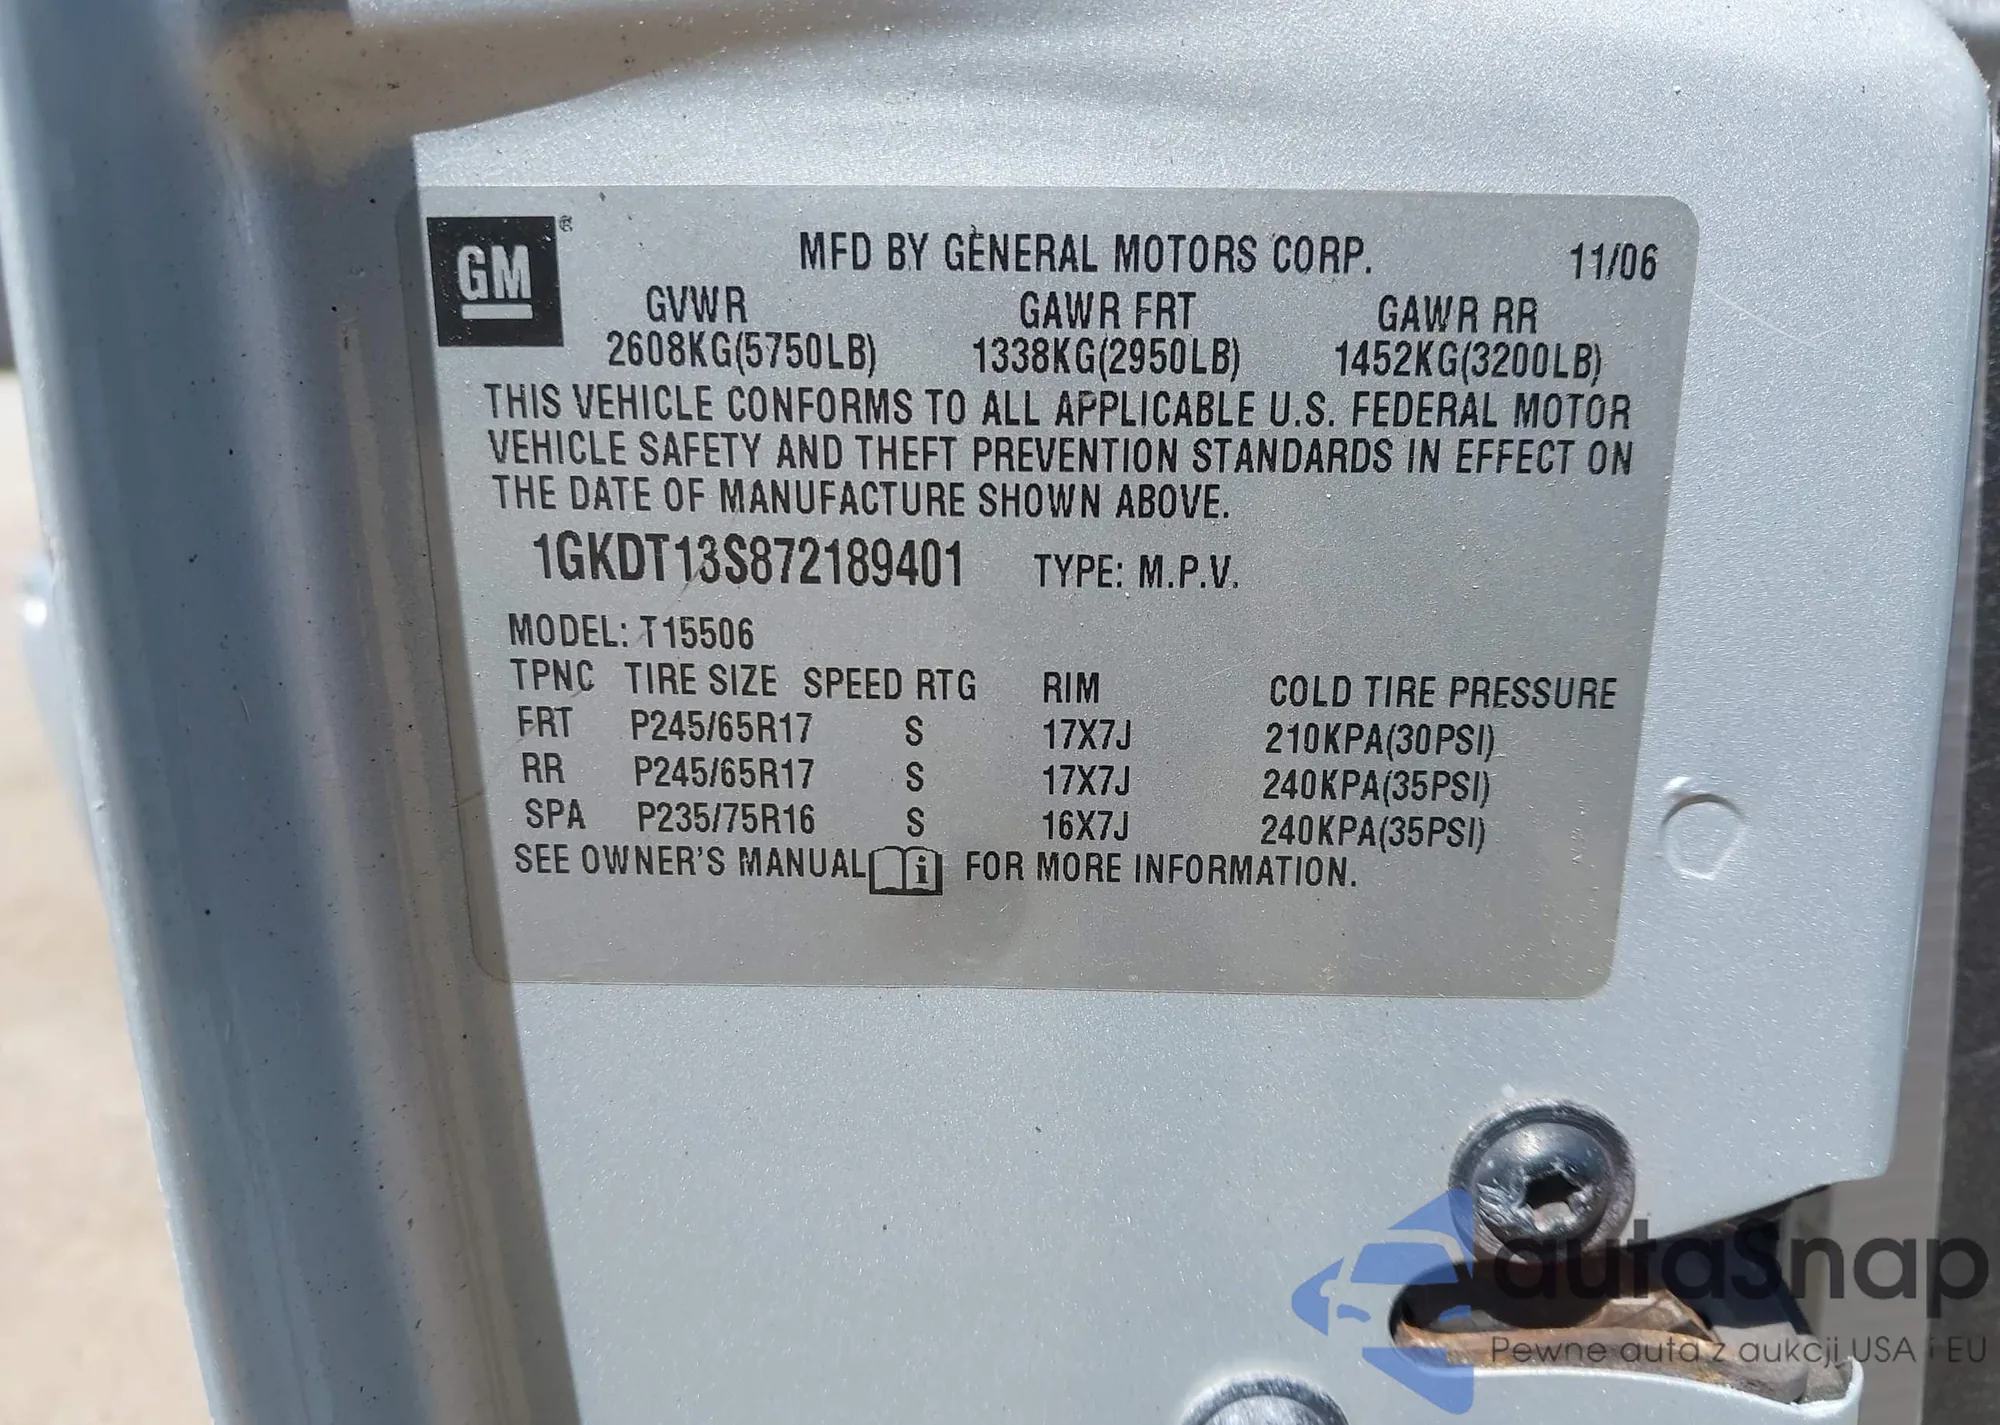 GM®
MFD BY GENERAL MOTORS CORP. 11/06
GVWR GAWR FRT GAWR RR
2608KG(5750LB) 1338KG(2950LB) 1452KG(3200LB)
THIS VEHICLE CONFORMS TO ALL APPLICABLE U.S. FEDERAL MOTOR
VEHICLE SAFETY AND THEFT PREVENTION STANDARDS IN EFFECT ON
THE DATE OF MANUFACTURE SHOWN ABOVE.
1GKDT13S872189401 TYPE: M.P.V.
MODEL: T15506
TPNC TIRE SIZE SPEED RTG RIM COLD TIRE PRESSURE
FRT P245/65R17 S 17X7J 210KPA(30PSI)
RR P245/65R17 S 17X7J 240KPA(35PSI)
SPA P235/75R16 S 16X7J 240KPA(35PSI)
SEE OWNER'S MANUAL i FOR MORE INFORMATION.
autaSnap
Pewne auta z aukcji USA i EU